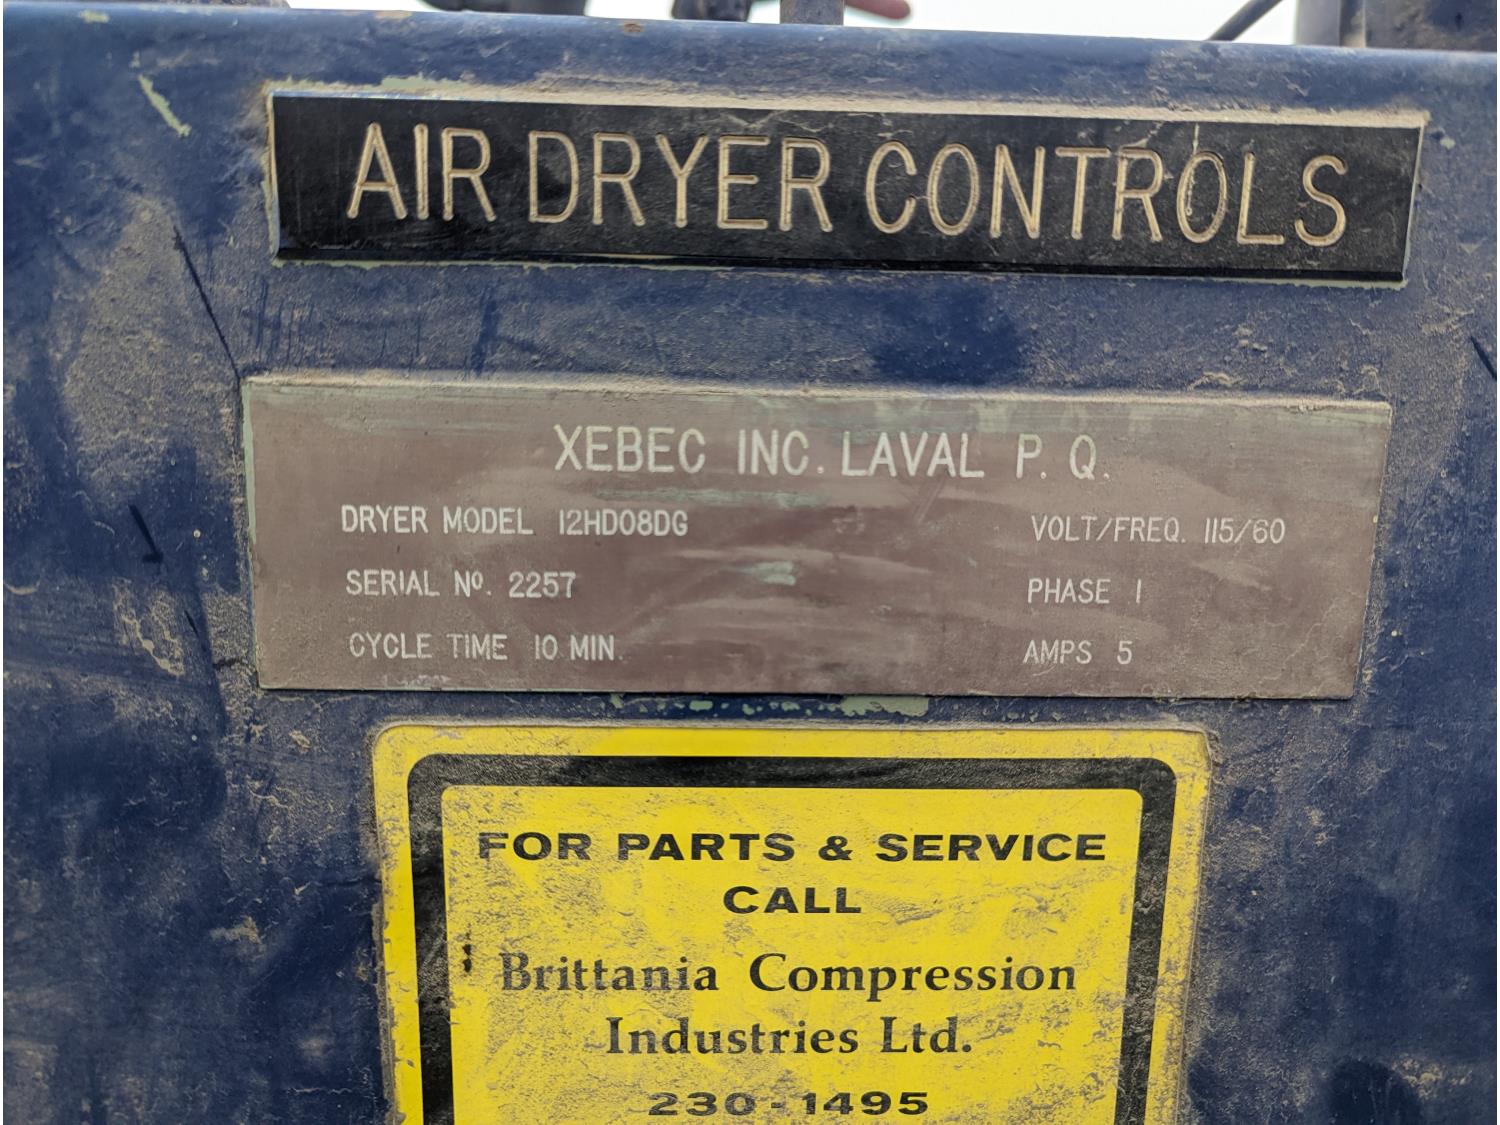 AIR DRYER CONTROLS
XEBEC INC. LAVAL P. Q.
DRYER MODEL 12HD08DG
VOLT/FREQ. 115/60
SERIAL Nº. 2257
PHASE 1
CYCLE TIME 10 MIN.
AMPS 5
FOR PARTS & SERVICE
CALL
Brittania Compression
Industries Ltd.
230-1495